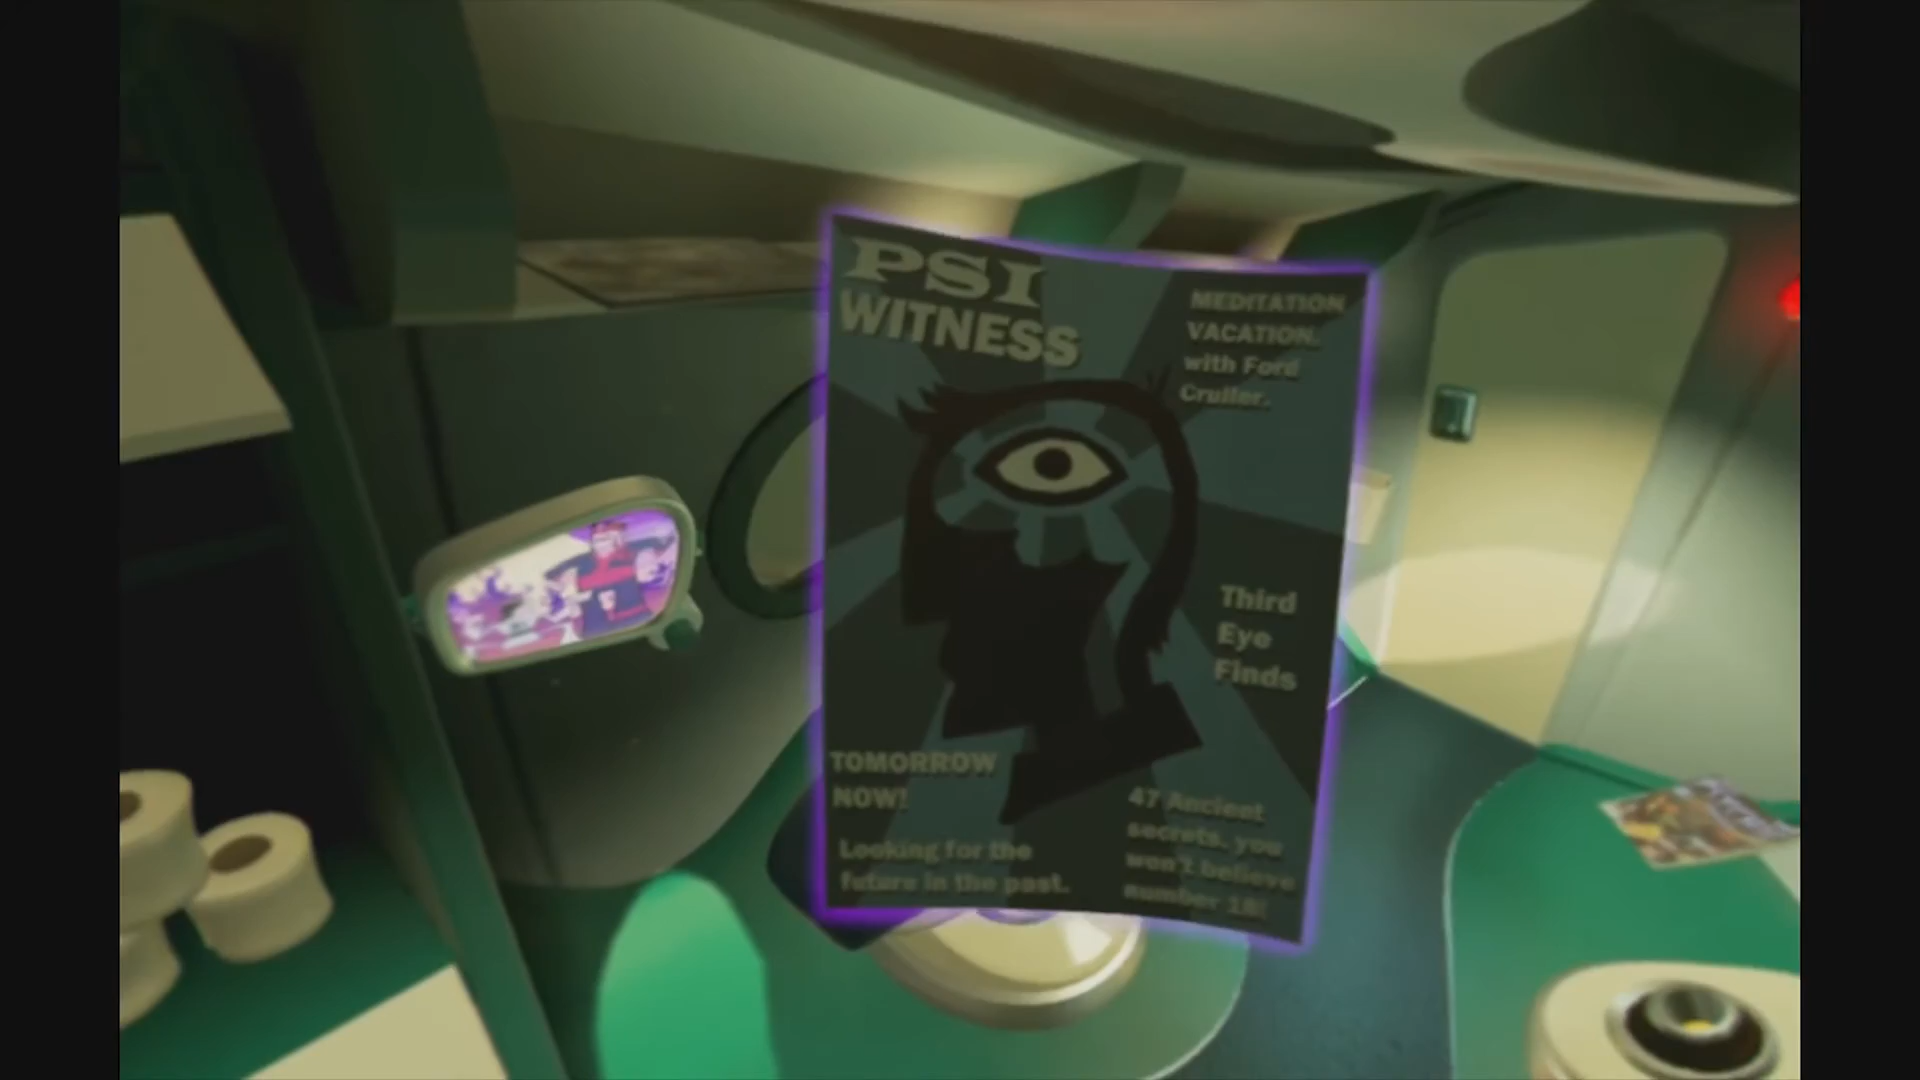 PSI
WITNESS
MEDITATION
VACATION.
with Ford
Cruller.
Third
Eye
Finds
TOMORROW
NOW!
Looking for the
future in the past.
47 Ancient
secrets, you
won't believe
number 18!